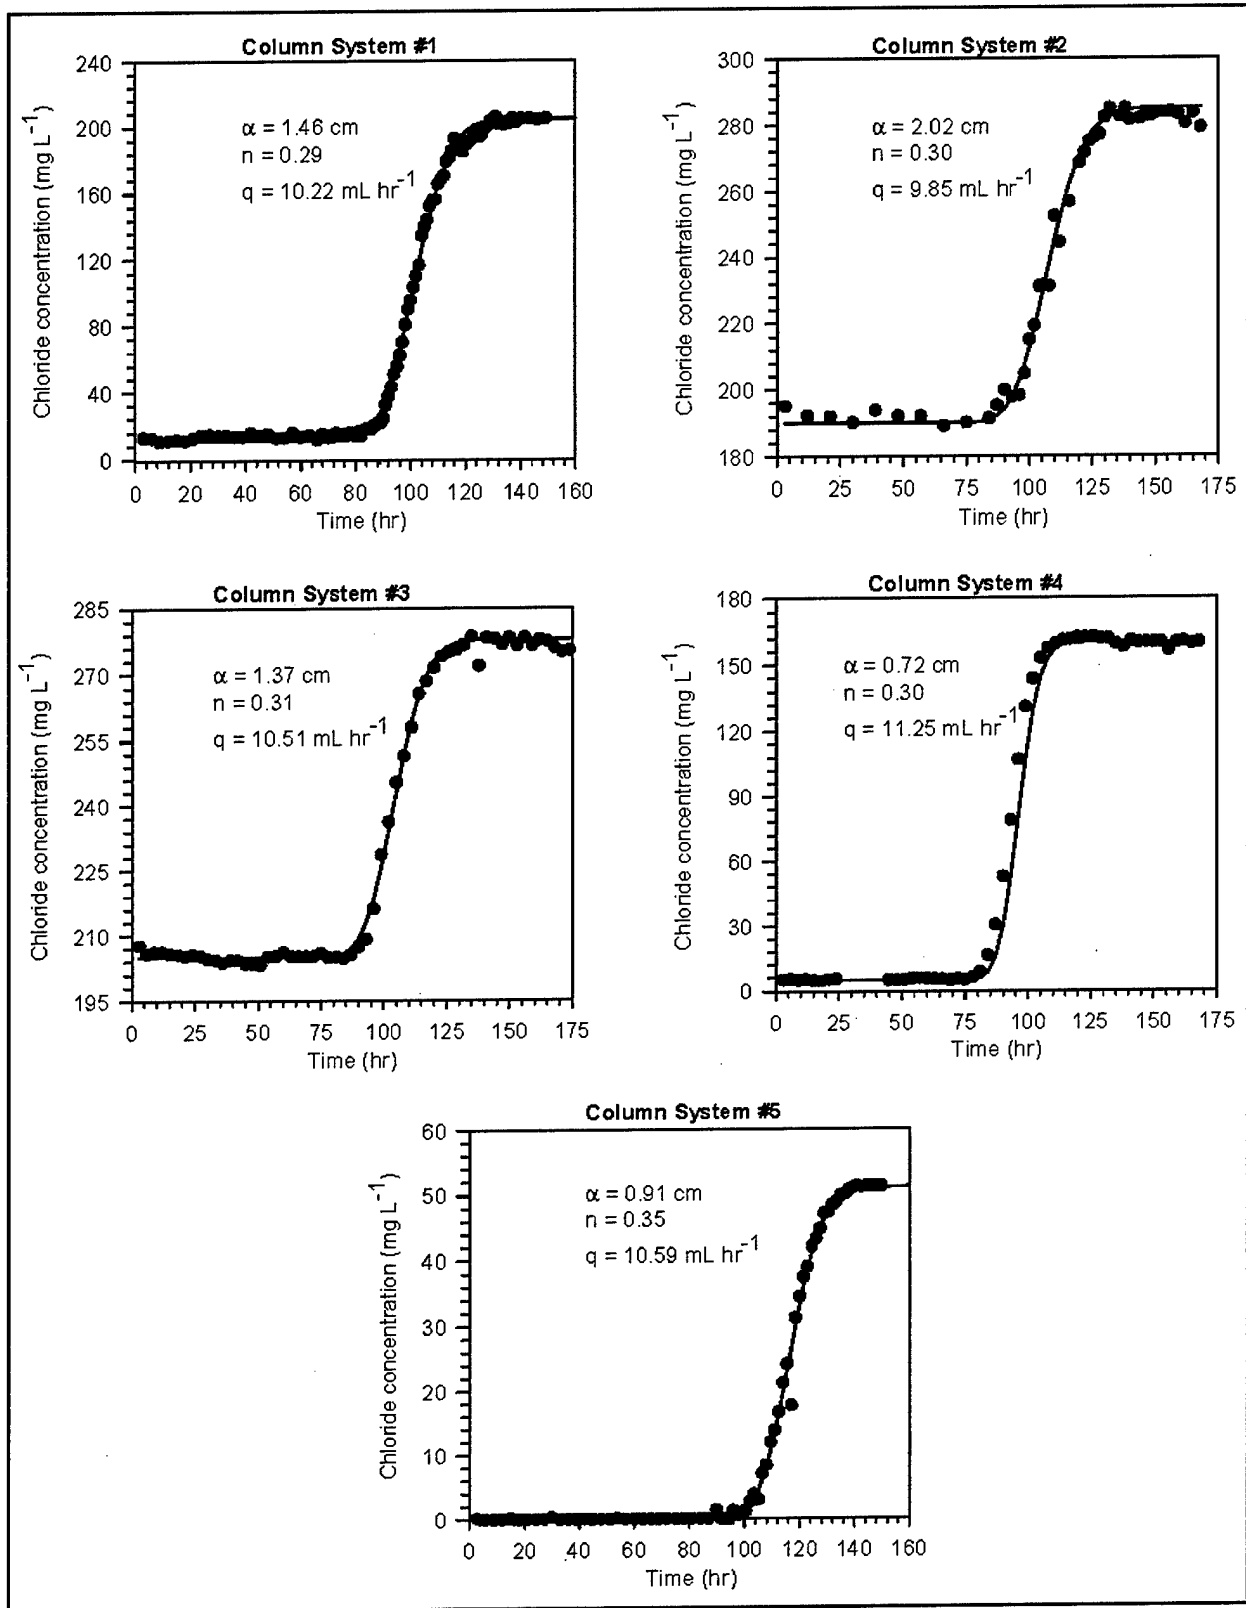 Column System #1
Chloride concentration (mg L⁻¹)
240
200
160
120
80
40
0
α = 1.46 cm
n = 0.29
q = 10.22 mL hr⁻¹
0 20 40 60 80 100 120 140 160
Time (hr)
Column System #2
Chloride concentration (mg L⁻¹)
300
280
260
240
220
200
180
α = 2.02 cm
n = 0.30
q = 9.85 mL hr⁻¹
0 25 50 75 100 125 150 175
Time (hr)
Column System #3
Chloride concentration (mg L⁻¹)
285
270
255
240
225
210
195
α = 1.37 cm
n = 0.31
q = 10.51 mL hr⁻¹
0 25 50 75 100 125 150 175
Time (hr)
Column System #4
Chloride concentration (mg L⁻¹)
180
150
120
90
60
30
0
α = 0.72 cm
n = 0.30
q = 11.25 mL hr⁻¹
0 25 50 75 100 125 150 175
Time (hr)
Column System #5
Chloride concentration (mg L⁻¹)
60
50
40
30
20
10
0
α = 0.91 cm
n = 0.35
q = 10.59 mL hr⁻¹
0 20 40 60 80 100 120 140 160
Time (hr)